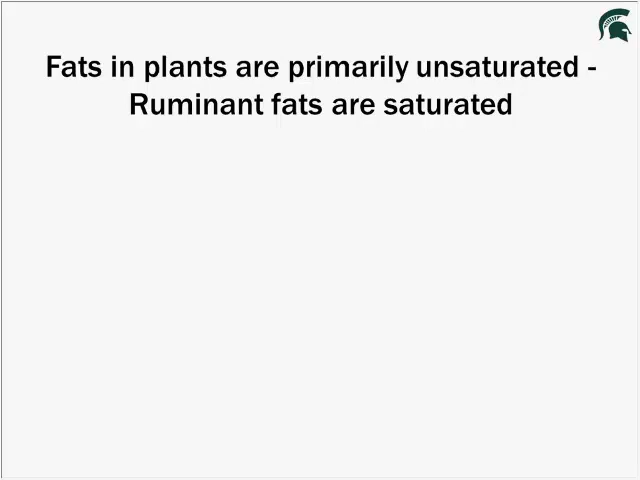 Fats in plants are primarily unsaturated -
Ruminant fats are saturated